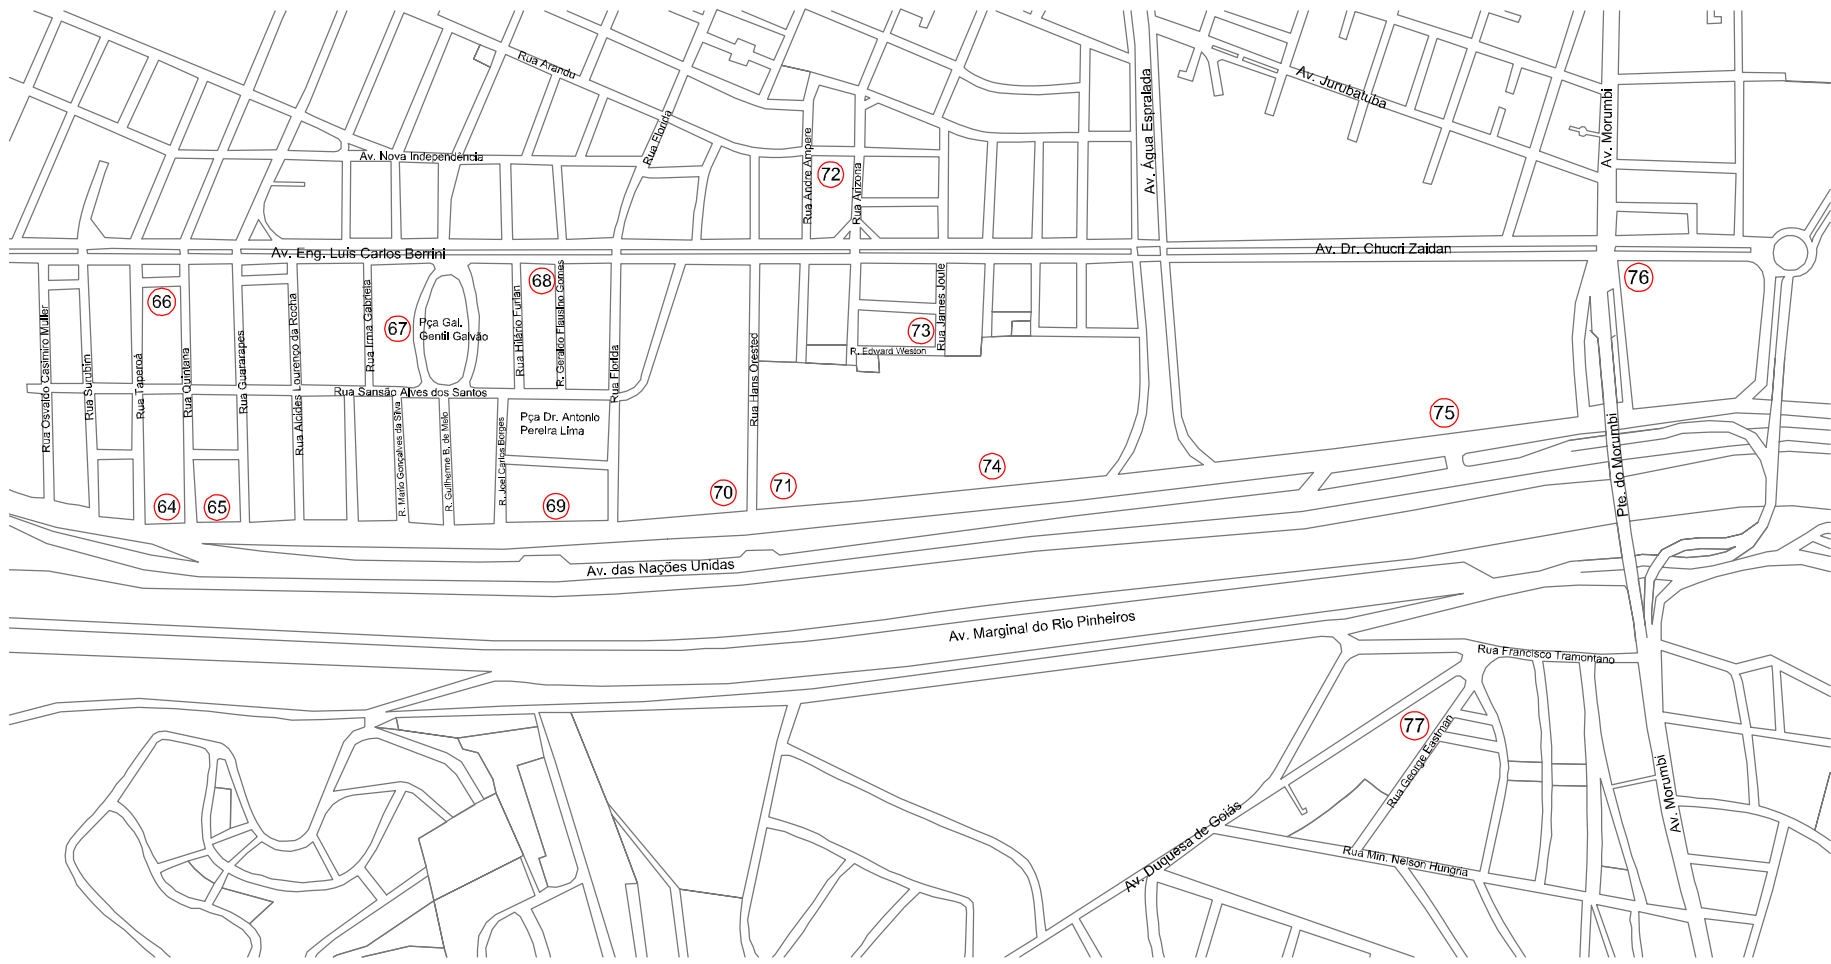 Rua Arandu
Av. Jurubatuba
Av. Água Espraiada
Av. Morumbi
Rua Florida
Av. Nova Independência
Rua Andre Ampere
72
Rua Arizona
Av. Eng. Luis Carlos Berrini
Av. Dr. Chucri Zaidan
66
67
68
73
76
Pça Gal.
Gentil Galvão
Rua Osvaldo Casimiro Muller
Rua Surubim
Rua Taperoá
Rua Quintana
Rua Guararapes
Rua Alcides Lourenço da Rocha
Rua Irma Gabriela
Rua Hilário Furlan
R. Geraldo Flausino Gomes
Rua Florida
Rua Hans Orested
Rua James Joule
R. Edward Weston
Rua Sansão Alves dos Santos
Pça Dr. Antonio
Pereira Lima
R. Mario Gonçalves da Silva
R. Guilherme B. de Melo
R. Joel Carlos Borges
75
74
Pte. do Morumbi
64
65
69
70
71
Av. das Nações Unidas
Av. Marginal do Rio Pinheiros
Rua Francisco Tramontano
77
Rua George Eastman
Av. Morumbi
Av. Duquesa de Goiás
Rua Min. Nelson Hungria